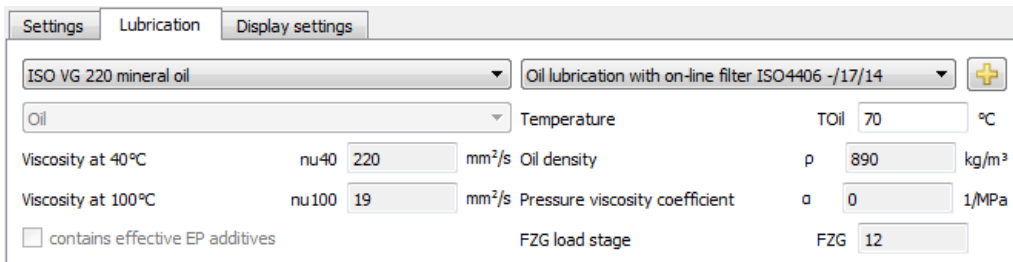 Settings Lubrication Display settings
ISO VG 220 mineral oil Oil lubrication with on-line filter ISO4406 -/17/14
Oil Temperature TOil 70 °C
Viscosity at 40°C nu40 220 mm²/s Oil density ρ 890 kg/m³
Viscosity at 100°C nu100 19 mm²/s Pressure viscosity coefficient α 0 1/MPa
contains effective EP additives FZG load stage FZG 12